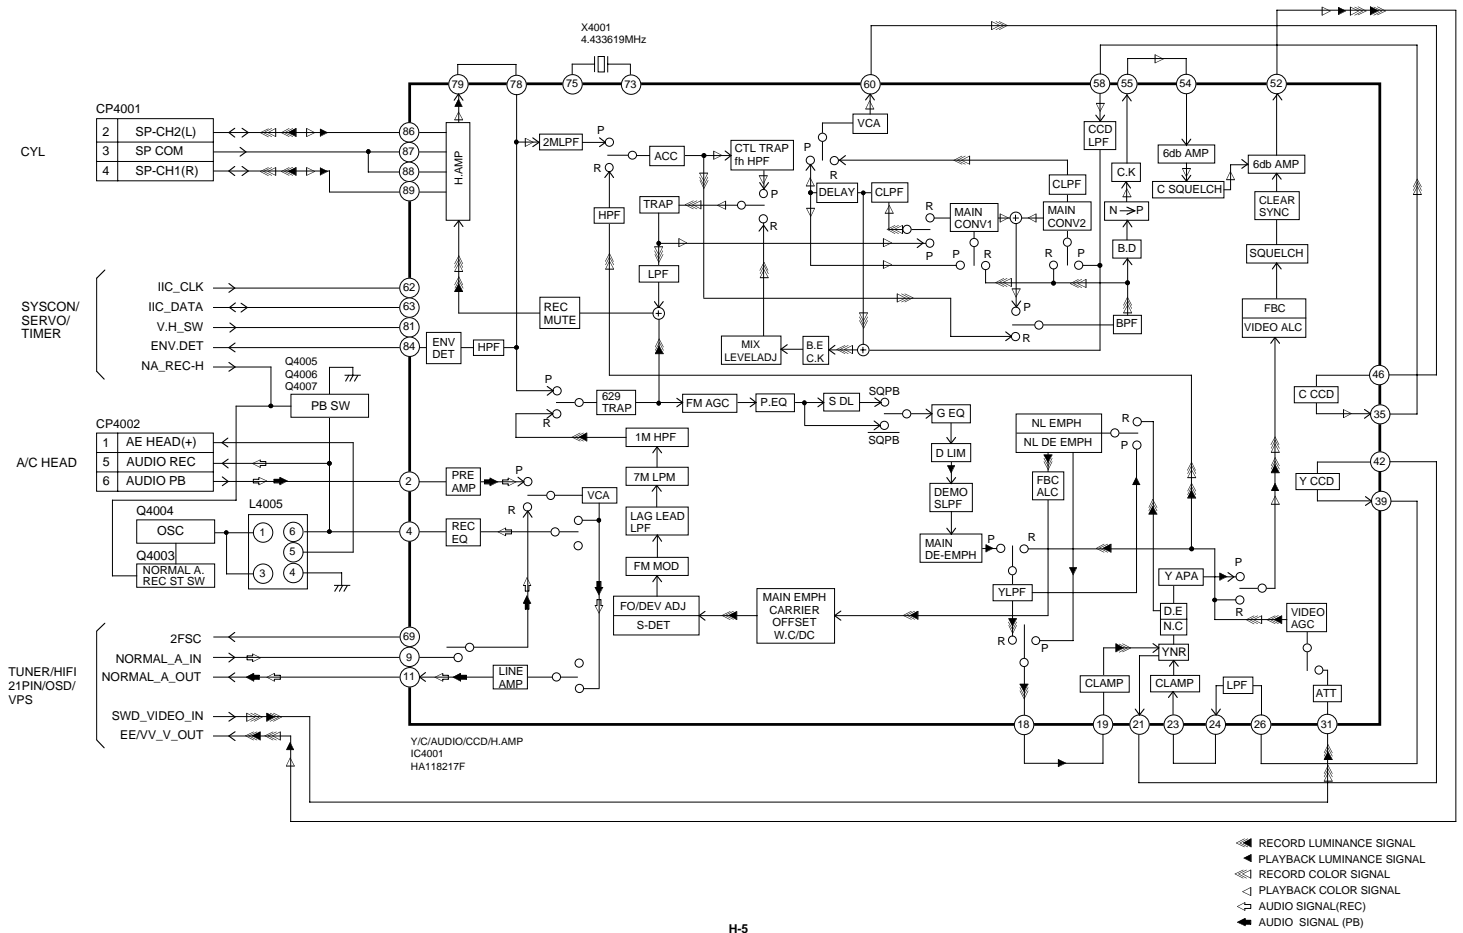 X4001
4.433619MHz
79
78
75
73
60
58
55
54
52
CP4001
2 SP-CH2(L)
3 SP COM
4 SP-CH1(R)
CYL
86
87
88
89
H.AMP
2MLPF
P
R
ACC
CTL TRAP
fh HPF
P
R
VCA
P
R
DELAY
CLPF
CLPF
CCD
LPF
C.K
6db AMP
C SQUELCH
6db AMP
CLEAR
SYNC
SQUELCH
FBC
VIDEO ALC
HPF
TRAP
LPF
R
P
MAIN
CONV1
MAIN
CONV2
P
R
R
P
N → P
B.D
BPF
P
R
SYSCON/
SERVO/
TIMER
IIC_CLK
IIC_DATA
V.H_SW
ENV.DET
NA_REC-H
62
63
81
84
ENV
DET
HPF
REC
MUTE
MIX
LEVELADJ
B.E
C.K
Q4005
Q4006
Q4007
PB SW
46
C CCD
35
42
Y CCD
39
P
R
629
TRAP
FM AGC
P.EQ
S DL
SQPB
SQPB
G EQ
D LIM
DEMO
SLPF
MAIN
DE-EMPH
NL EMPH
NL DE EMPH
R
P
FBC
ALC
CP4002
1 AE HEAD(+)
5 AUDIO REC
6 AUDIO PB
A/C HEAD
2
PRE
AMP
P
R
VCA
1M HPF
7M LPM
LAG LEAD
LPF
FM MOD
FO/DEV ADJ
S-DET
MAIN EMPH
CARRIER
OFFSET
W.C/DC
Q4004
OSC
Q4003
NORMAL A.
REC ST SW
L4005
1
6
5
3
4
4
REC
EQ
P
R
YLPF
R
P
Y APA
P
R
D.E
N.C
YNR
VIDEO
AGC
ATT
CLAMP
CLAMP
LPF
TUNER/HIFI
21PIN/OSD/
VPS
2FSC
NORMAL_A_IN
NORMAL_A_OUT
SWD_VIDEO_IN
EE/VV_V_OUT
69
9
11
LINE
AMP
18
19
21
23
24
26
31
Y/C/AUDIO/CCD/H.AMP
IC4001
HA118217F
RECORD LUMINANCE SIGNAL
PLAYBACK LUMINANCE SIGNAL
RECORD COLOR SIGNAL
PLAYBACK COLOR SIGNAL
AUDIO SIGNAL(REC)
AUDIO SIGNAL (PB)
H-5